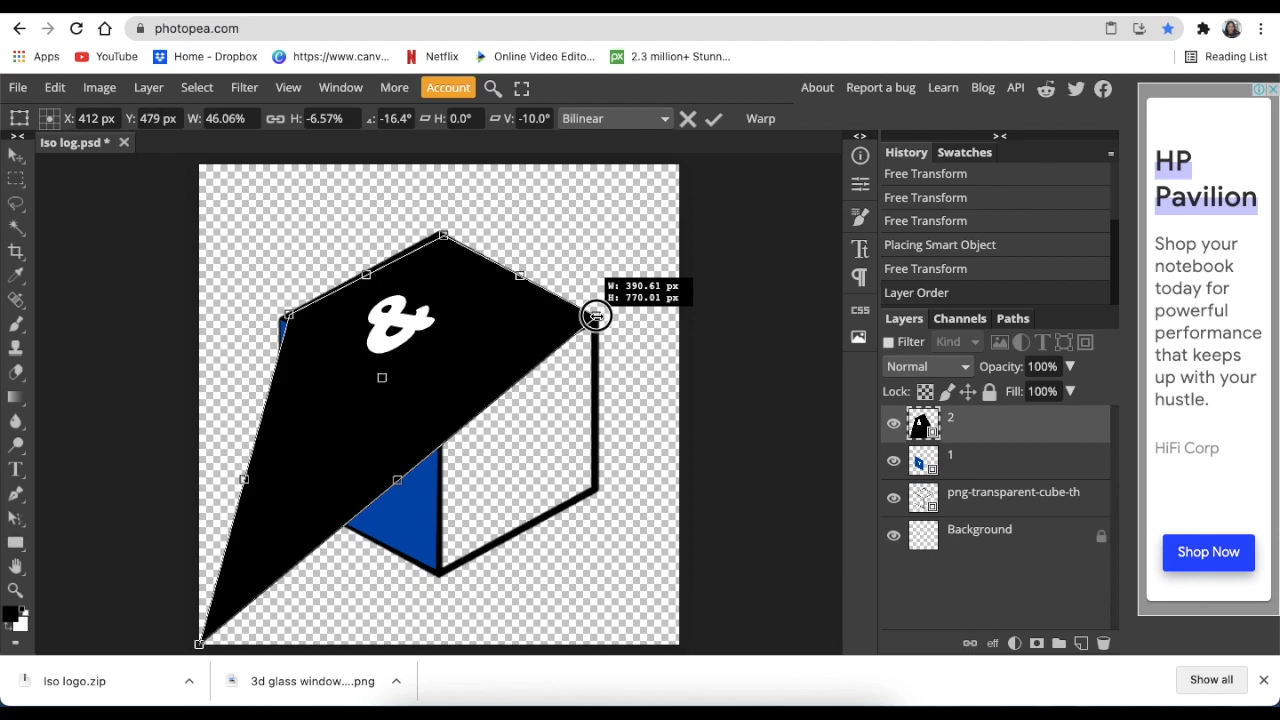 photopea.com
Apps YouTube Home - Dropbox https://www.canv... Netflix Online Video Edito... 2.3 million+ Stunn... Reading List
File Edit Image Layer Select Filter View Window More Account About Report a bug Learn Blog API
X: 412 px Y: 479 px W: 46.06% H: -6.57% -16.4° H: 0.0° V: -10.0° Bilinear Warp
Iso log.psd *
History Swatches
Free Transform
Free Transform
Free Transform
Placing Smart Object
Free Transform
Layer Order
Layers Channels Paths
Filter Kind
Normal Opacity: 100%
Lock: Fill: 100%
2
1
png-transparent-cube-th
Background
eff
CSS
W: 390.61 px
H: 770.01 px
&
HP
Pavilion
Shop your
notebook
today for
powerful
performance
that keeps
up with your
hustle.
HiFi Corp
Shop Now
Iso logo.zip 3d glass window....png Show all